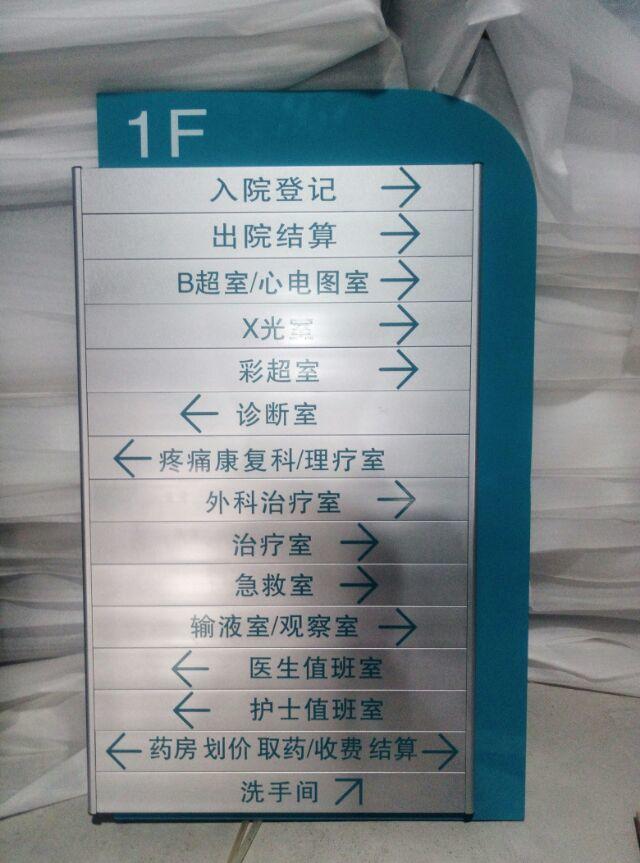 1F
入院登记 →
出院结算 →
B超室/心电图室 →
X光室 →
彩超室 →
← 诊断室
← 疼痛康复科/理疗室
外科治疗室 →
治疗室 →
急救室 →
输液室/观察室 →
← 医生值班室
← 护士值班室
← 药房 划价 取药/收费 结算 →
洗手间 ↗